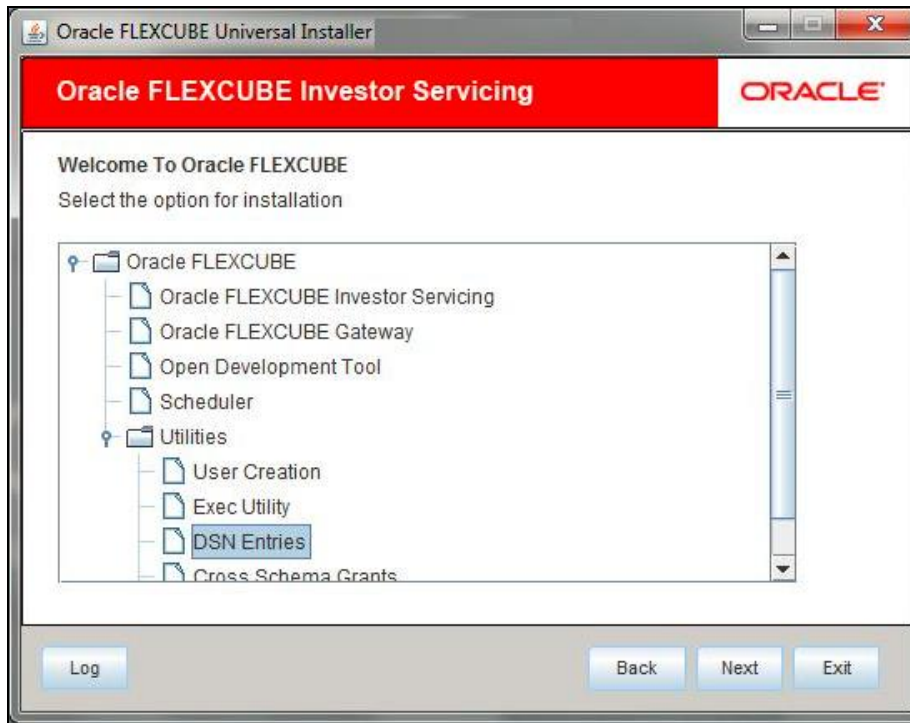 Oracle FLEXCUBE Universal Installer
Oracle FLEXCUBE Investor Servicing
ORACLE
Welcome To Oracle FLEXCUBE
Select the option for installation
Oracle FLEXCUBE
Oracle FLEXCUBE Investor Servicing
Oracle FLEXCUBE Gateway
Open Development Tool
Scheduler
Utilities
User Creation
Exec Utility
DSN Entries
Cross Schema Grants
Log Back Next Exit